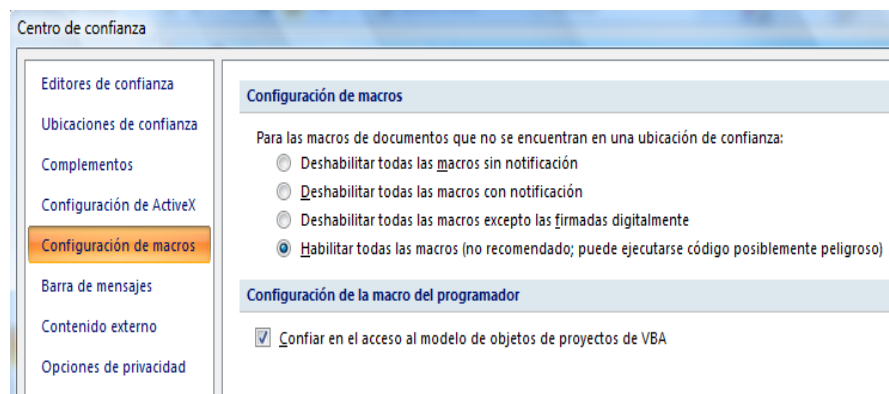 Centro de confianza
Editores de confianza
Ubicaciones de confianza
Complementos
Configuración de ActiveX
Configuración de macros
Barra de mensajes
Contenido externo
Opciones de privacidad
Configuración de macros
Para las macros de documentos que no se encuentran en una ubicación de confianza:
Deshabilitar todas las macros sin notificación
Deshabilitar todas las macros con notificación
Deshabilitar todas las macros excepto las firmadas digitalmente
Habilitar todas las macros (no recomendado; puede ejecutarse código posiblemente peligroso)
Configuración de la macro del programador
Confiar en el acceso al modelo de objetos de proyectos de VBA